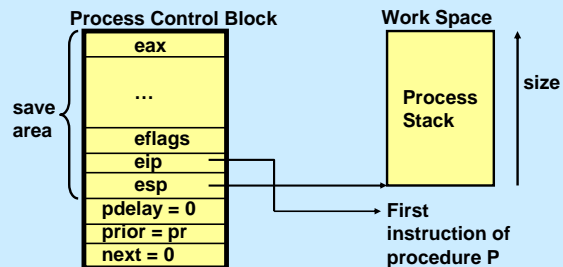 Process Control Block
eax
...
eflags
eip
esp
pdelay = 0
prior = pr
next = 0
save
area
Work Space
Process
Stack
size
First
instruction of
procedure P